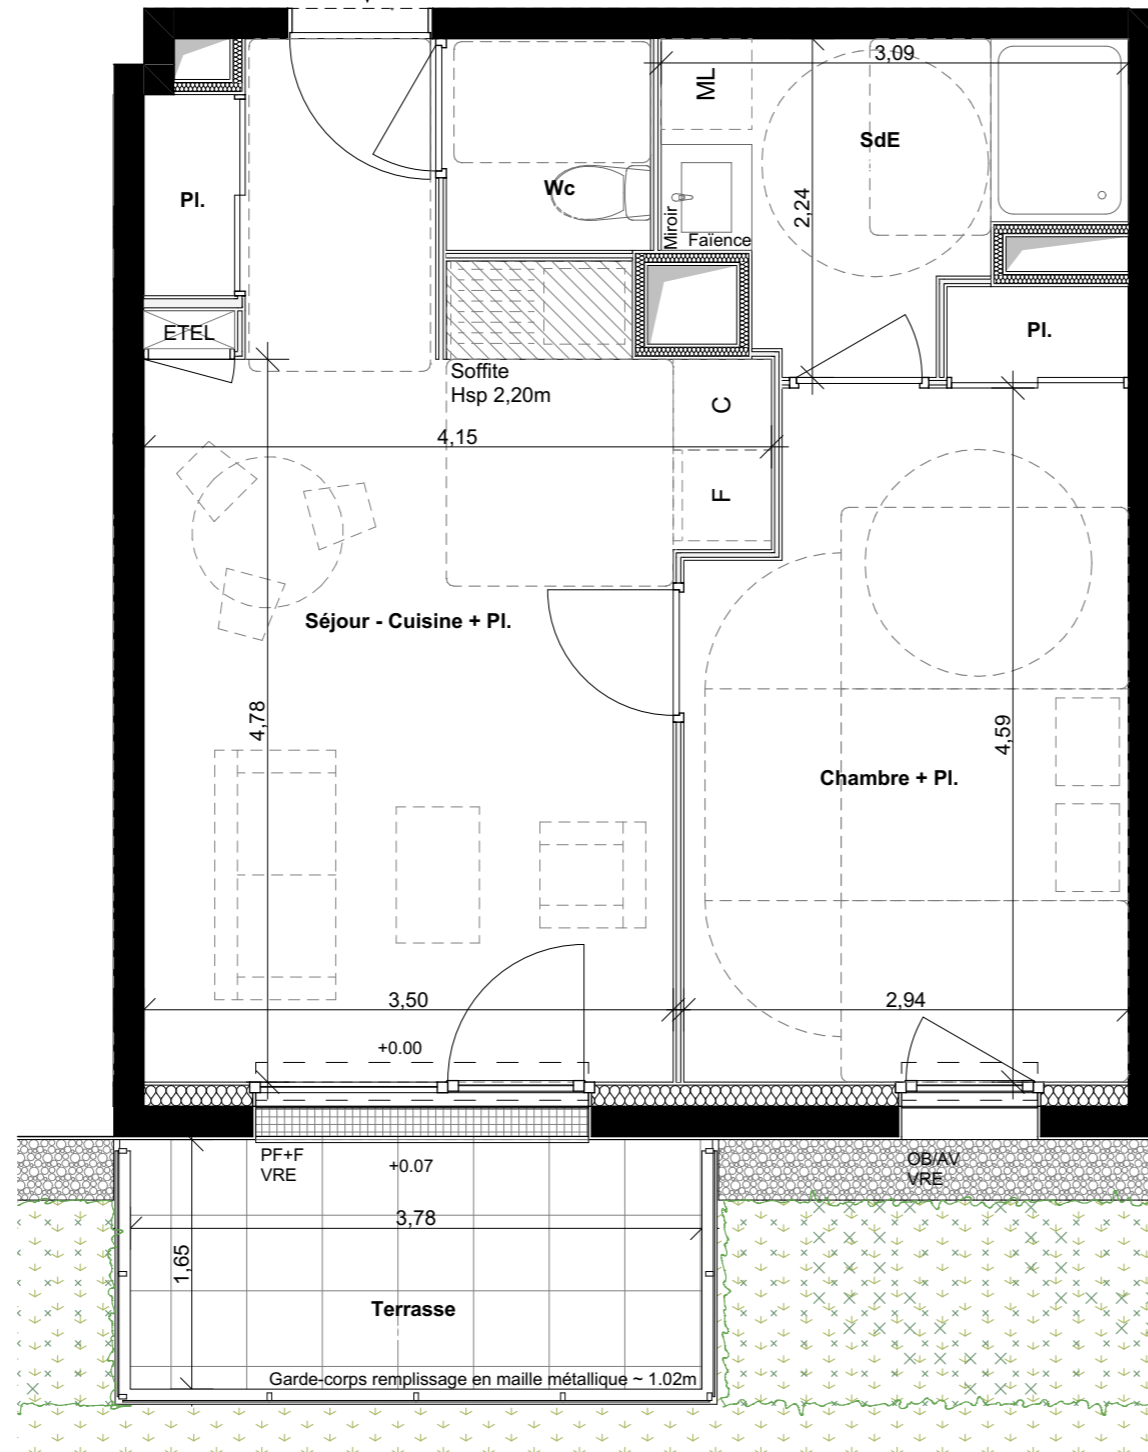 3,09
ML
SdE
Pl.
Wc
2,24
Miroir
Faïence
ETEL
Pl.
Soffite
Hsp 2,20m
C
4,15
F
Séjour - Cuisine + Pl.
4,78
4,59
Chambre + Pl.
3,50
2,94
+0.00
PF+F
VRE
+0.07
OB/AV
VRE
3,78
1,65
Terrasse
Garde-corps remplissage en maille métallique ~ 1.02m